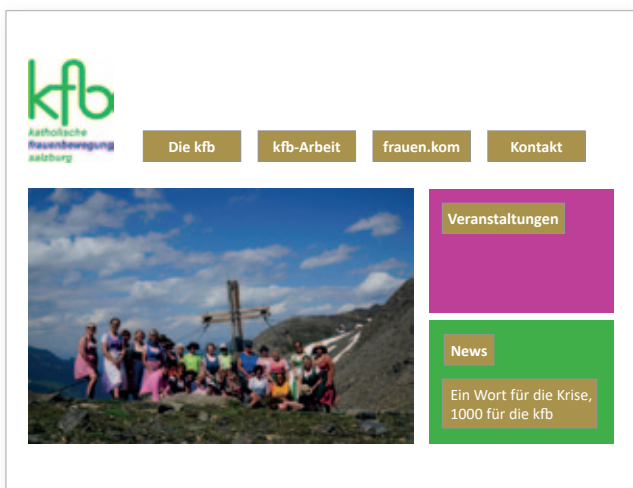 kfb
katholische
frauenbewegung
salzburg
Die kfb
kfb-Arbeit
frauen.kom
Kontakt
Veranstaltungen
News
Ein Wort für die Krise,
1000 für die kfb